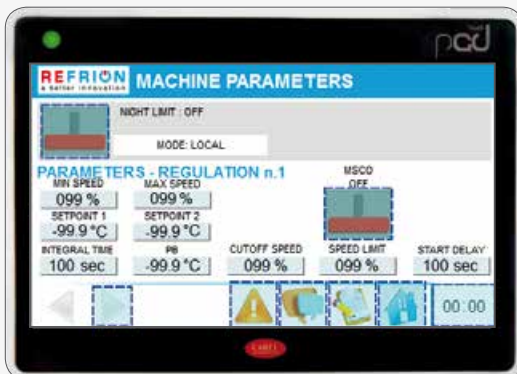 pGD
REFRION
a better innovation
MACHINE PARAMETERS
NIGHT LIMIT : OFF
MODE: LOCAL
PARAMETERS - REGULATION n.1
MSCO
OFF
MIN SPEED
MAX SPEED
099 %
099 %
SETPOINT 1
SETPOINT 2
-99.9 °C
-99.9 °C
INTEGRAL TIME
PB
CUTOFF SPEED
SPEED LIMIT
START DELAY
100 sec
-99.9 °C
099 %
099 %
100 sec
00:00
CAREL